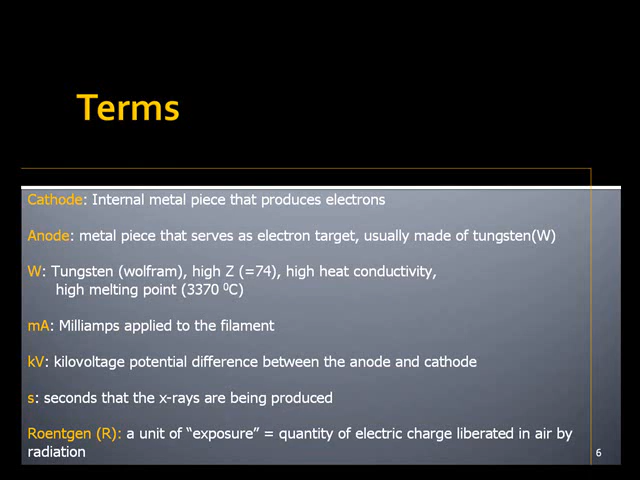 Terms
Cathode: Internal metal piece that produces electrons
Anode: metal piece that serves as electron target, usually made of tungsten(W)
W: Tungsten (wolfram), high Z (=74), high heat conductivity,
high melting point (3370 ⁰C)
mA: Milliamps applied to the filament
kV: kilovoltage potential difference between the anode and cathode
s: seconds that the x-rays are being produced
Roentgen (R): a unit of “exposure” = quantity of electric charge liberated in air by
radiation
6